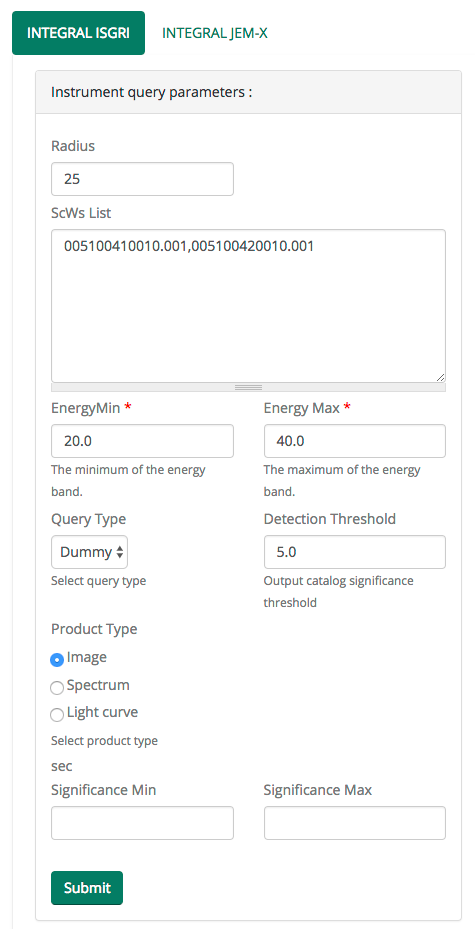 INTEGRAL ISGRI INTEGRAL JEM-X
Instrument query parameters :
Radius
25
ScWs List
005100410010.001,005100420010.001
EnergyMin * Energy Max *
20.0 40.0
The minimum of the energy The maximum of the energy
band. band.
Query Type Detection Threshold
Dummy 5.0
Select query type Output catalog significance
threshold
Product Type
Image
Spectrum
Light curve
Select product type
sec
Significance Min Significance Max
Submit